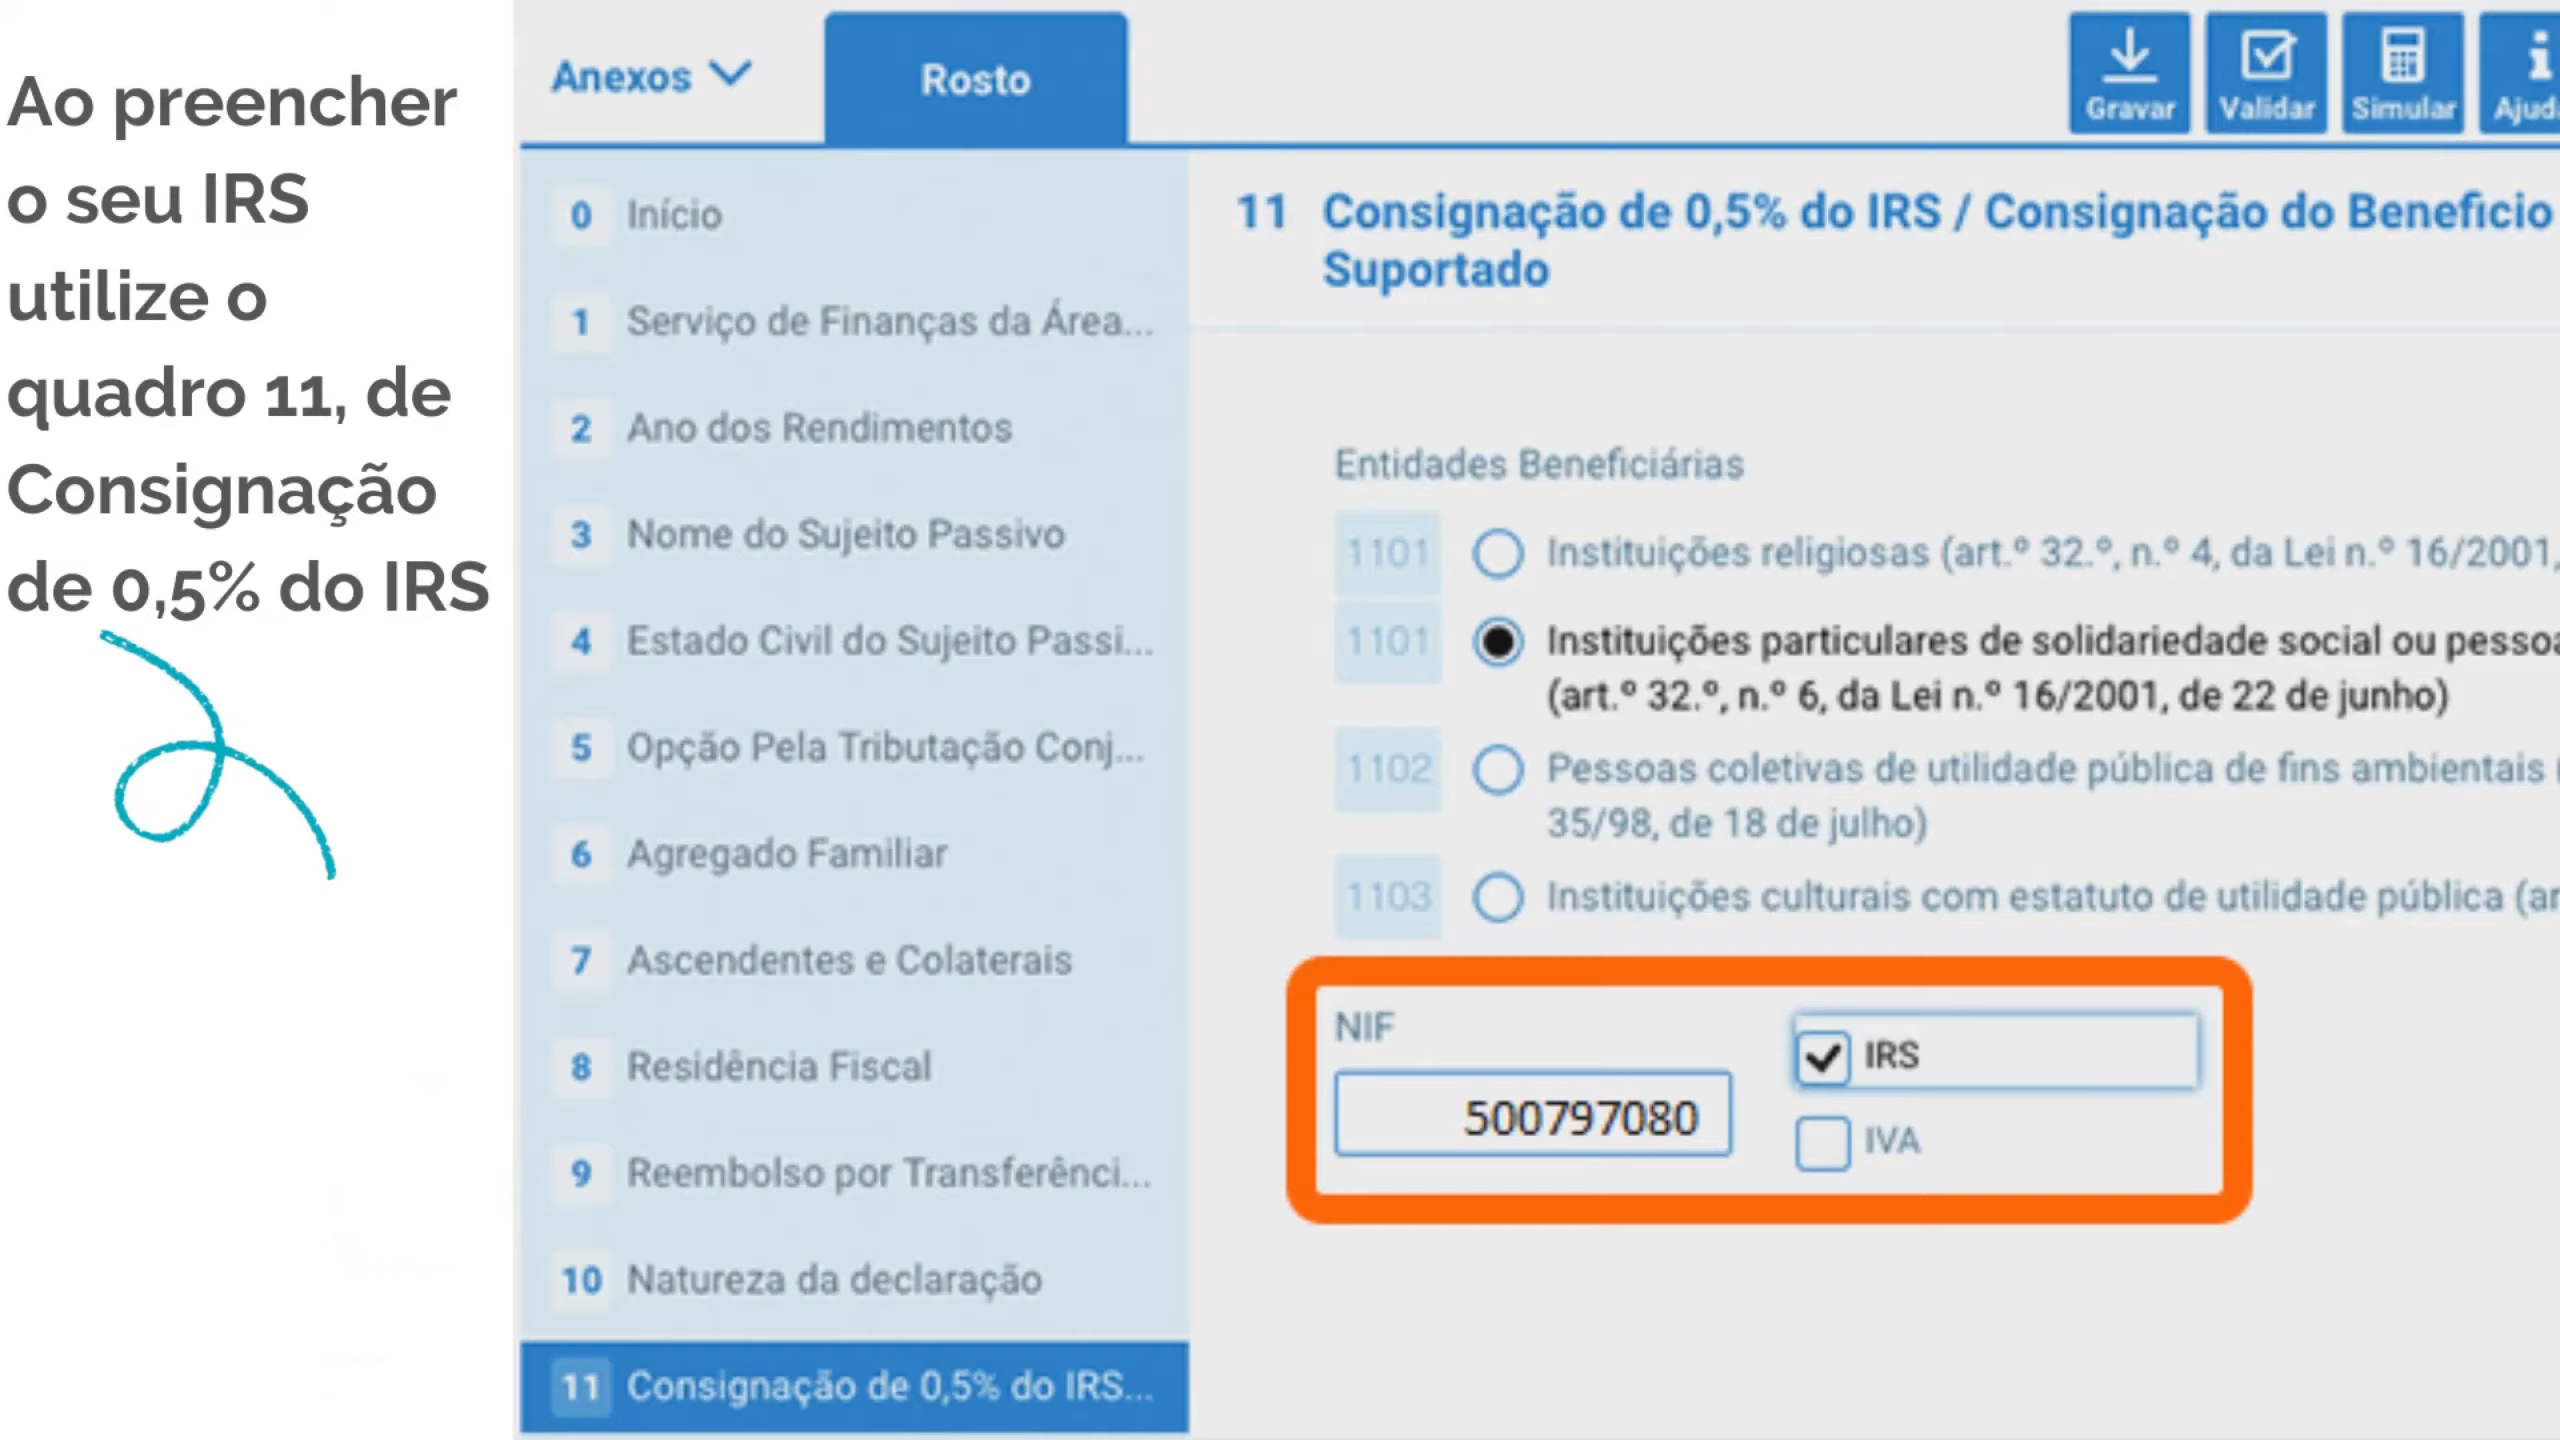 Ao preencher
o seu IRS
utilize o
quadro 11, de
Consignação
de 0,5% do IRS
Anexos
Rosto
Gravar
Validar
Simular
0 Início
1 Serviço de Finanças da Área...
2 Ano dos Rendimentos
3 Nome do Sujeito Passivo
4 Estado Civil do Sujeito Passi...
5 Opção Pela Tributação Conj...
6 Agregado Familiar
7 Ascendentes e Colaterais
8 Residência Fiscal
9 Reembolso por Transferênci...
10 Natureza da declaração
11 Consignação de 0,5% do IRS...
11 Consignação de 0,5% do IRS / Consignação do Beneficio
Suportado
Entidades Beneficiárias
1101 Instituições religiosas (art.º 32.º, n.º 4, da Lei n.º 16/2001,
1101 Instituições particulares de solidariedade social ou
(art.º 32.º, n.º 6, da Lei n.º 16/2001, de 22 de junho)
1102 Pessoas coletivas de utilidade pública de fins ambientais (
35/98, de 18 de julho)
1103 Instituições culturais com estatuto de utilidade pública
NIF
500797080
IRS
IVA